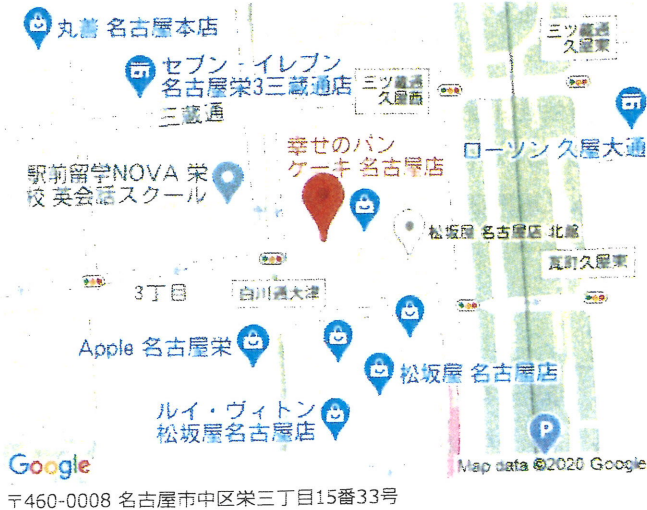 丸善 名古屋本店
セブン‐イレブン
名古屋栄3三蔵通店
三蔵通
三ツ蔵通
久屋西
三ツ蔵通
久屋東
幸せのパン
ケーキ 名古屋店
ローソン 久屋大通
駅前留学NOVA 栄
校 英会話スクール
松坂屋 名古屋店 北館
瓦町久屋東
3丁目
白川通大津
Apple 名古屋栄
松坂屋 名古屋店
ルイ・ヴィトン
松坂屋名古屋店
P
Google
Map data ©2020 Google
〒460-0008 名古屋市中区栄三丁目15番33号